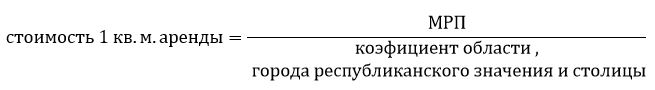 МРП
стоимость 1 кв. м. аренды =
коэфициент области ,
города республиканского значения и столицы